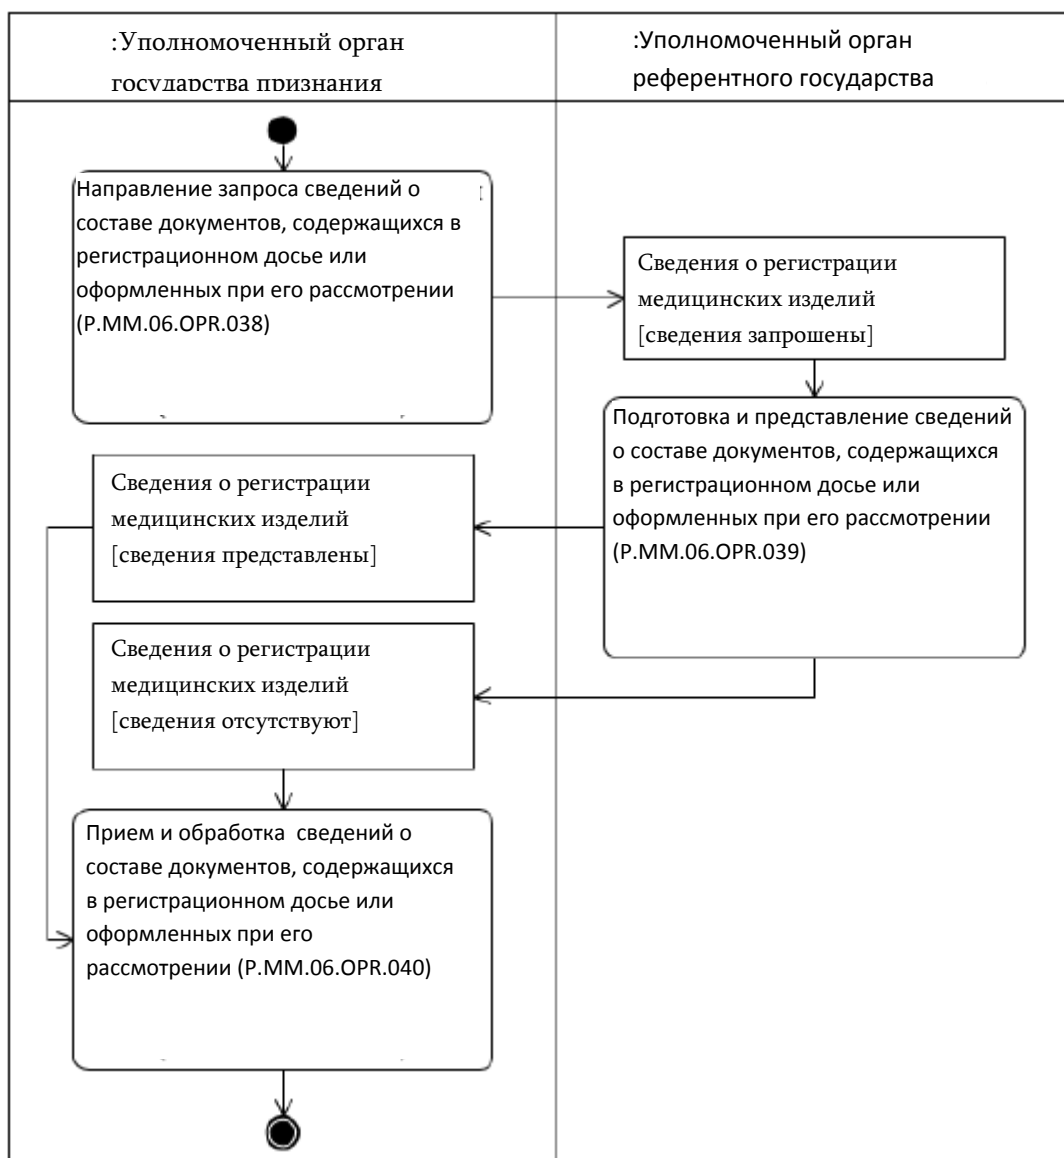 :Уполномоченный орган
государства признания
:Уполномоченный орган
референтного государства
Направление запроса сведений о
составе документов, содержащихся в
регистрационном досье или
оформленных при его рассмотрении
(P.MM.06.OPR.038)
Сведения о регистрации
медицинских изделий
[сведения запрошены]
Подготовка и представление сведений
о составе документов, содержащихся
в регистрационном досье или
оформленных при его рассмотрении
(P.MM.06.OPR.039)
Сведения о регистрации
медицинских изделий
[сведения представлены]
Сведения о регистрации
медицинских изделий
[сведения отсутствуют]
Прием и обработка  сведений о
составе документов, содержащихся
в регистрационном досье или
оформленных при его
рассмотрении (P.MM.06.OPR.040)